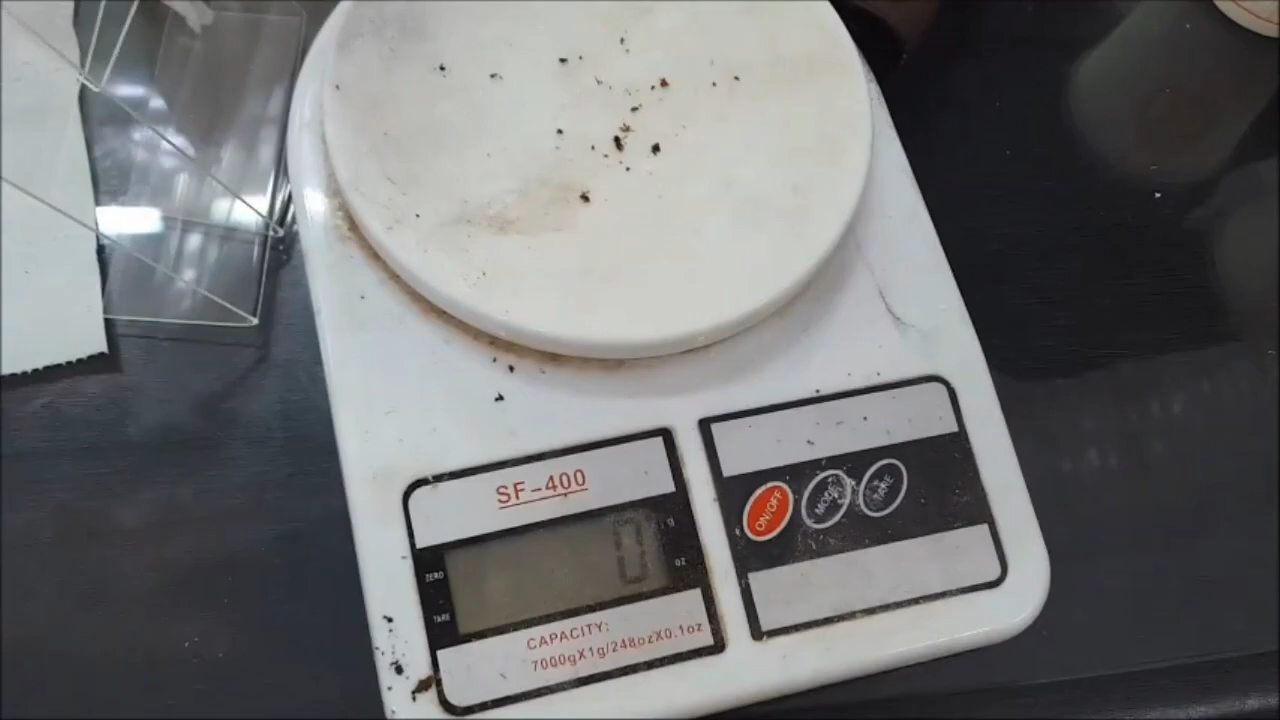 SF-400
0
g
oz
ZERO
TARE
CAPACITY:
7000gX1g/248ozX0.1oz
ON/OFF
MODE
TARE